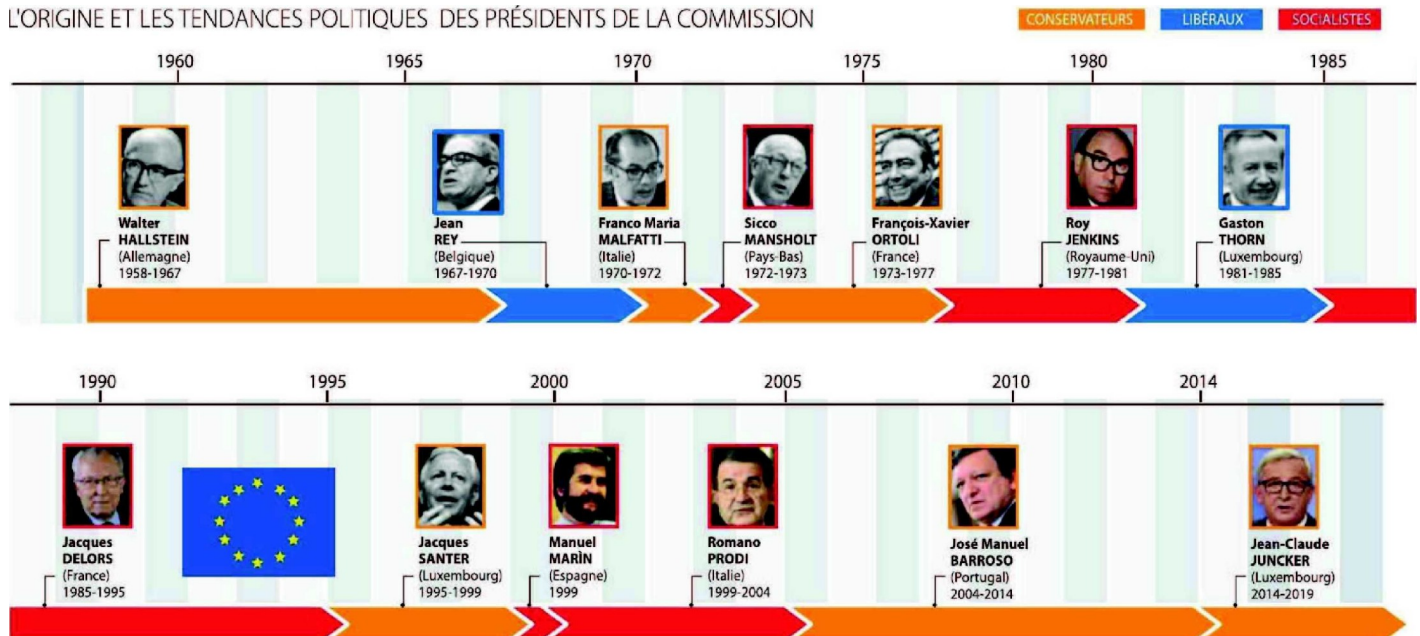 L'ORIGINE ET LES TENDANCES POLITIQUES DES PRÉSIDENTS DE LA COMMISSION
CONSERVATEURS
LIBÉRAUX
SOCIALISTES
1960
1965
1970
1975
1980
1985
Walter
HALLSTEIN
(Allemagne)
1958-1967
Jean
REY
(Belgique)
1967-1970
Franco Maria
MALFATTI
(Italie)
1970-1972
Sicco
MANSHOLT
(Pays-Bas)
1972-1973
François-Xavier
ORTOLI
(France)
1973-1977
Roy
JENKINS
(Royaume-Uni)
1977-1981
Gaston
THORN
(Luxembourg)
1981-1985
1990
1995
2000
2005
2010
2014
Jacques
DELORS
(France)
1985-1995
Jacques
SANTER
(Luxembourg)
1995-1999
Manuel
MARÌN
(Espagne)
1999
Romano
PRODI
(Italie)
1999-2004
José Manuel
BARROSO
(Portugal)
2004-2014
Jean-Claude
JUNCKER
(Luxembourg)
2014-2019